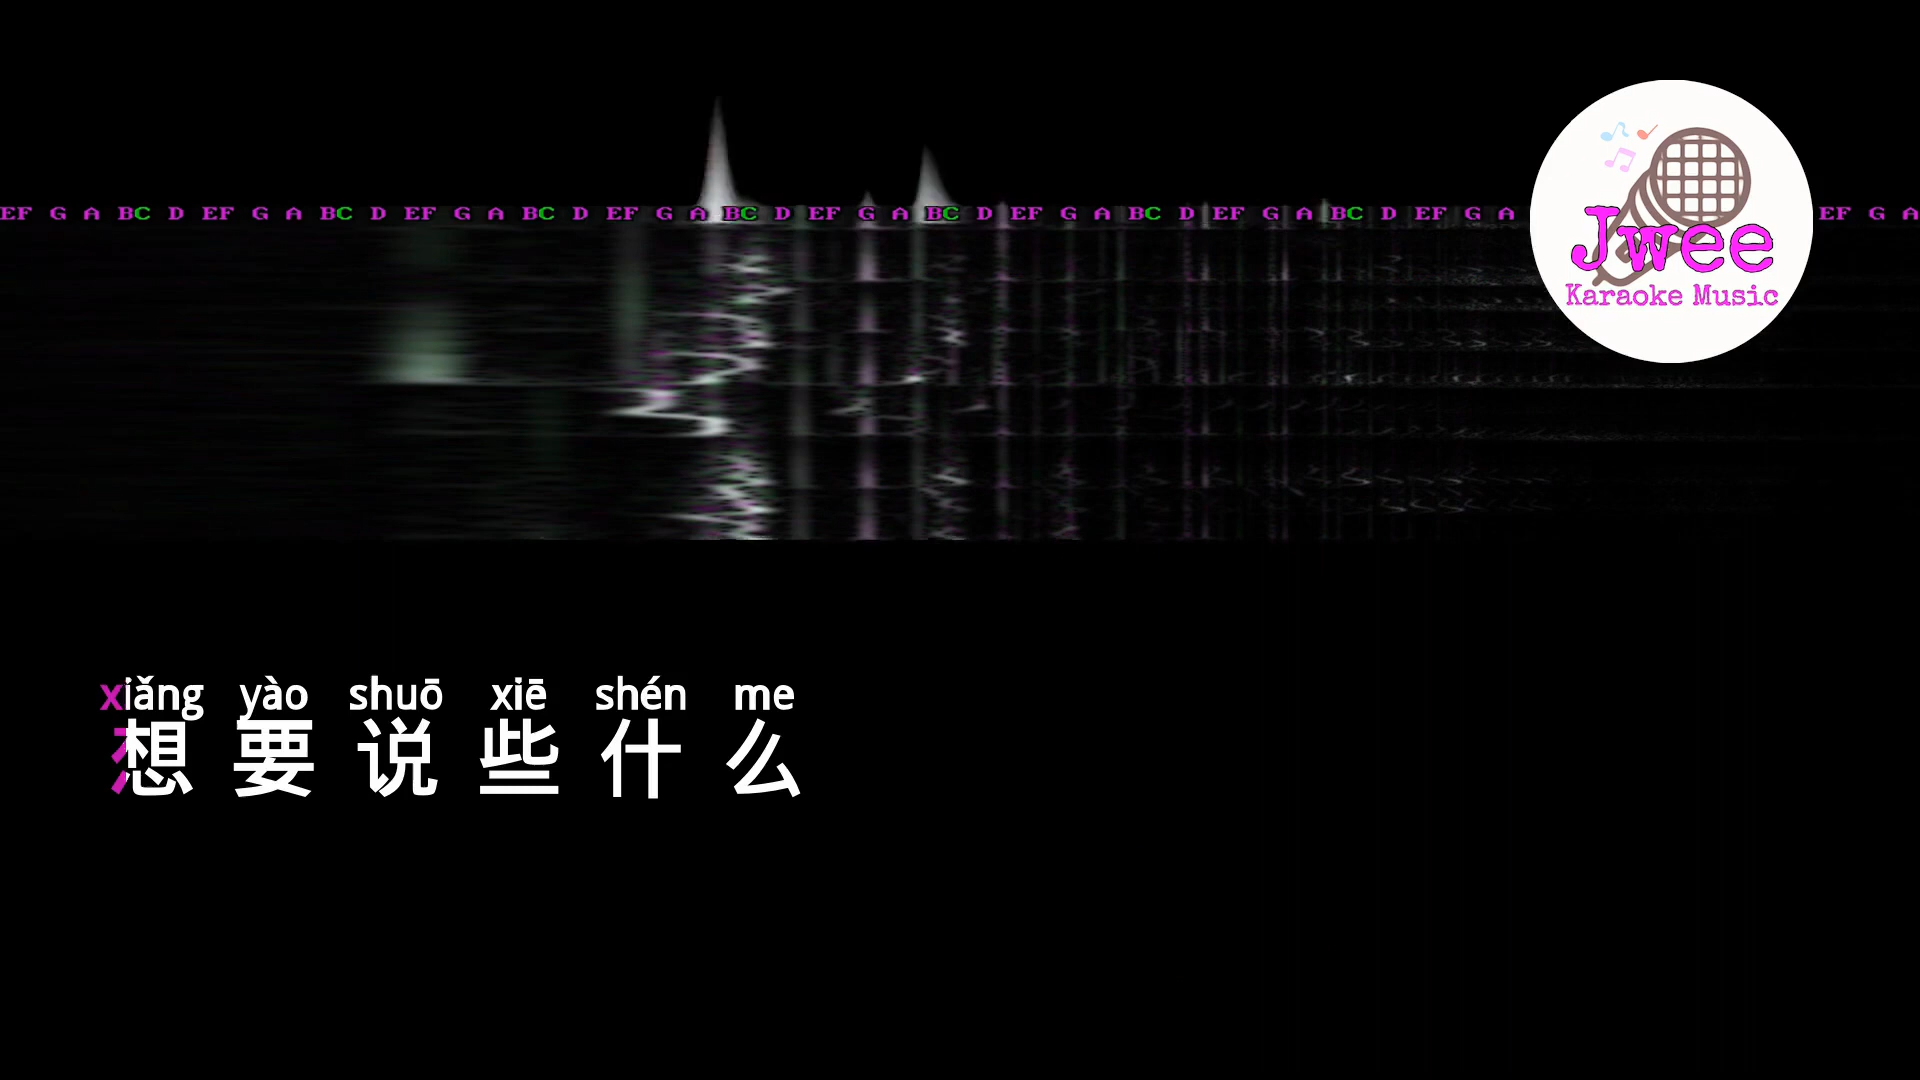 EF G A BC D EF G A BC D EF G A BC D EF G A BC D EF G A BC D EF G A BC D EF G A BC D EF G A EF G A
Jwee
Karaoke Music
xiǎng yào shuō xiē shén me
想 要 说 些 什 么